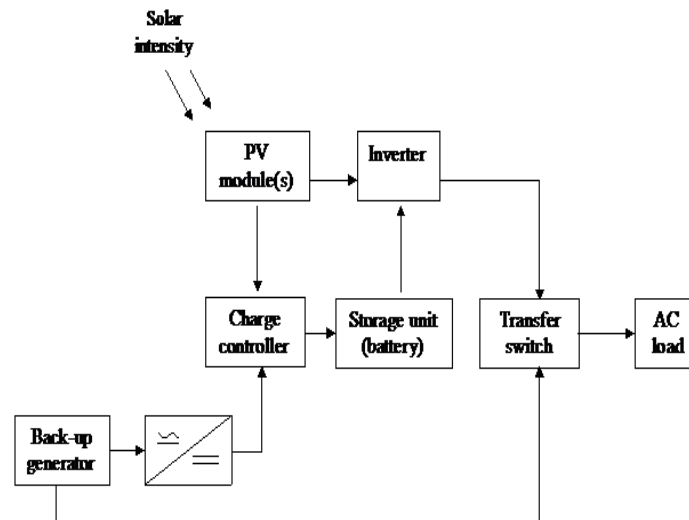 Solar
intensity
PV
module(s)
Inverter
Charge
controller
Storage unit
(battery)
Transfer
switch
AC
load
Back-up
generator